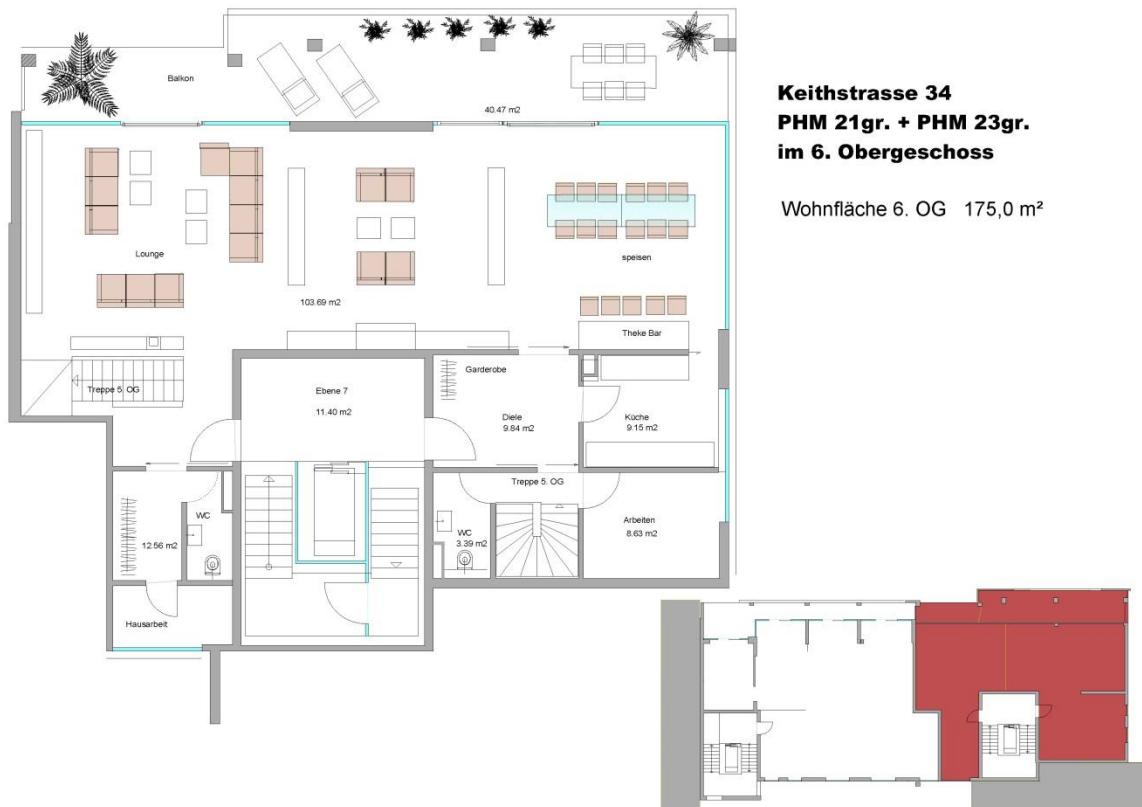 Keithstrasse 34
PHM 21gr. + PHM 23gr.
im 6. Obergeschoss
Wohnfläche 6. OG 175,0 m²
Balkon
40.47 m2
Lounge
speisen
103.69 m2
Theke Bar
Treppe 5. OG
Ebene 7
11.40 m2
Garderobe
Diele
9.84 m2
Küche
9.15 m2
Treppe 5. OG
WC
12.56 m2
WC
3.39 m2
Arbeiten
8.63 m2
Hausarbeit